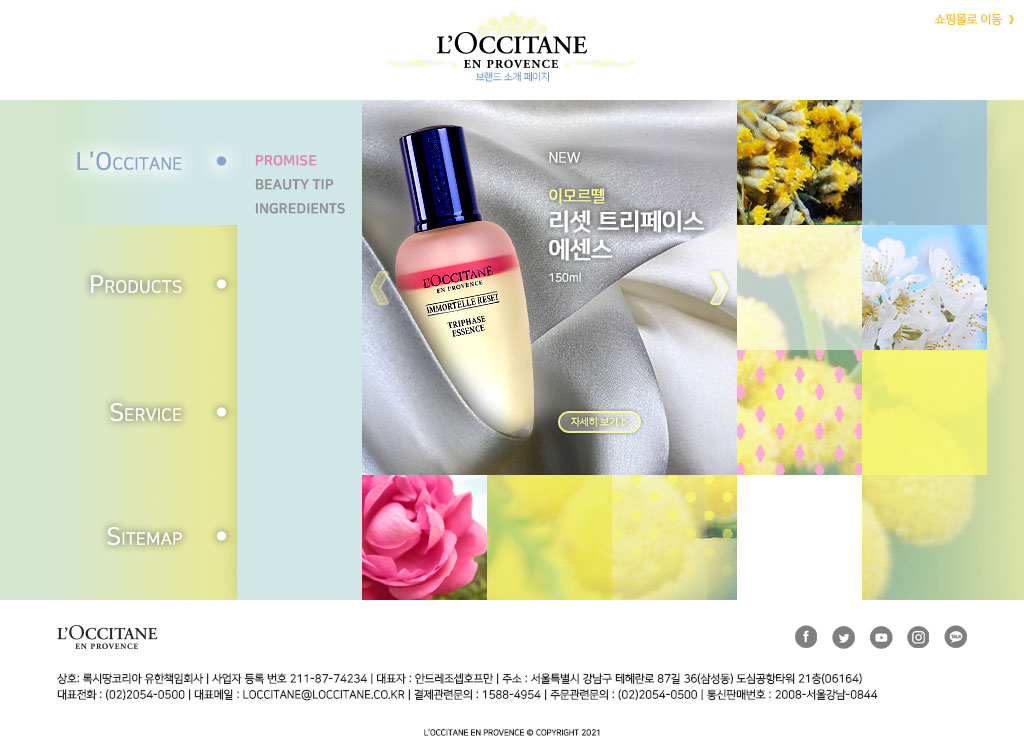 쇼핑몰로 이동 》
L'OCCITANE
EN PROVENCE
브랜드 소개 페이지
L'OCCITANE
PROMISE
BEAUTY TIP
INGREDIENTS
PRODUCTS
SERVICE
SITEMAP
NEW
이모르뗄
리셋 트리페이스
에센스
150ml
L'OCCITANE
EN PROVENCE
IMMORTELLE RESET
TRIPHASE
ESSENCE
자세히 보기 ▷
L'OCCITANE
EN PROVENCE
f
TALK
상호: 록시땅코리아 유한책임회사 | 사업자 등록 번호 211-87-74234 | 대표자 : 안드레조셉호프만 | 주소 : 서울특별시 강남구 테헤란로 87길 36(삼성동) 도심공항타워 21층(06164)
대표전화 : (02)2054-0500 | 대표메일 : LOCCITANE@LOCCITANE.CO.KR | 결제관련문의 : 1588-4954 | 주문관련문의 : (02)2054-0500 | 통신판매번호 : 2008-서울강남-0844
L'OCCITANE EN PROVENCE © COPYRIGHT 2021